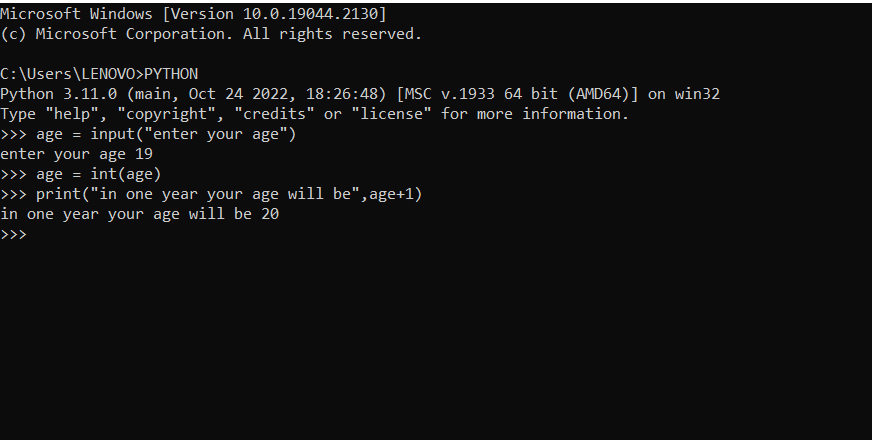 Microsoft Windows [Version 10.0.19044.2130]
(c) Microsoft Corporation. All rights reserved.
C:\Users\LENOVO>PYTHON
Python 3.11.0 (main, Oct 24 2022, 18:26:48) [MSC v.1933 64 bit (AMD64)] on win32
Type "help", "copyright", "credits" or "license" for more information.
>>> age = input("enter your age")
enter your age 19
>>> age = int(age)
>>> print("in one year your age will be",age+1)
in one year your age will be 20
>>>